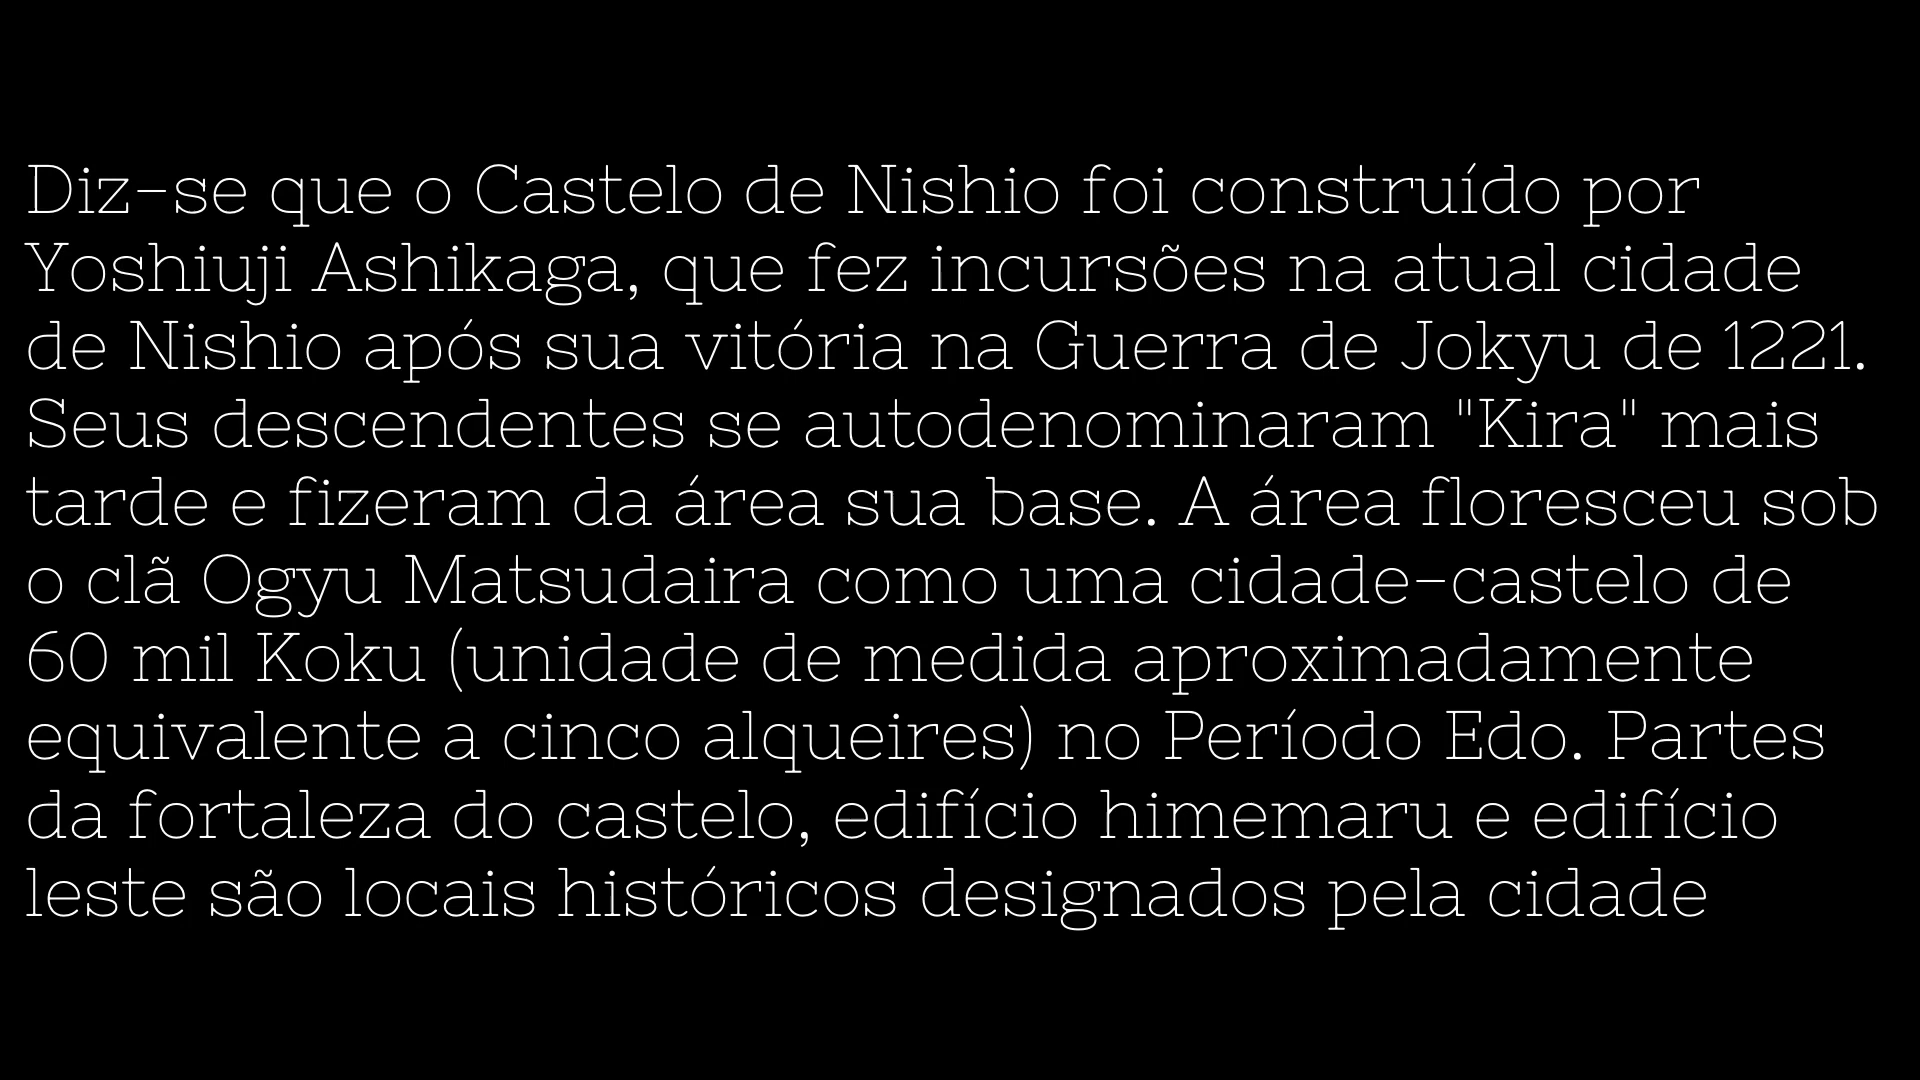 Diz-se que o Castelo de Nishio foi construído por
Yoshiuji Ashikaga, que fez incursões na atual cidade
de Nishio após sua vitória na Guerra de Jokyu de 1221.
Seus descendentes se autodenominaram "Kira" mais
tarde e fizeram da área sua base. A área floresceu sob
o clã Ogyu Matsudaira como uma cidade-castelo de
60 mil Koku (unidade de medida aproximadamente
equivalente a cinco alqueires) no Período Edo. Partes
da fortaleza do castelo, edifício himemaru e edifício
leste são locais históricos designados pela cidade